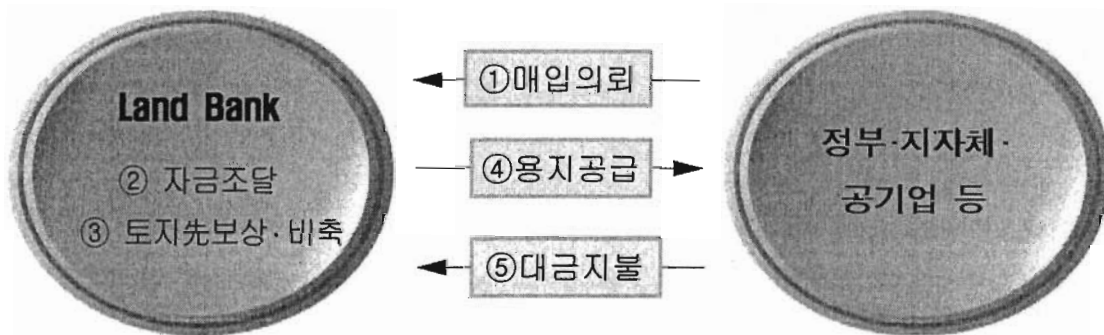 Land Bank
② 자금조달
③ 토지先보상·비축
①매입의뢰
④용지공급
⑤대금지불
정부·지자체·
공기업 등